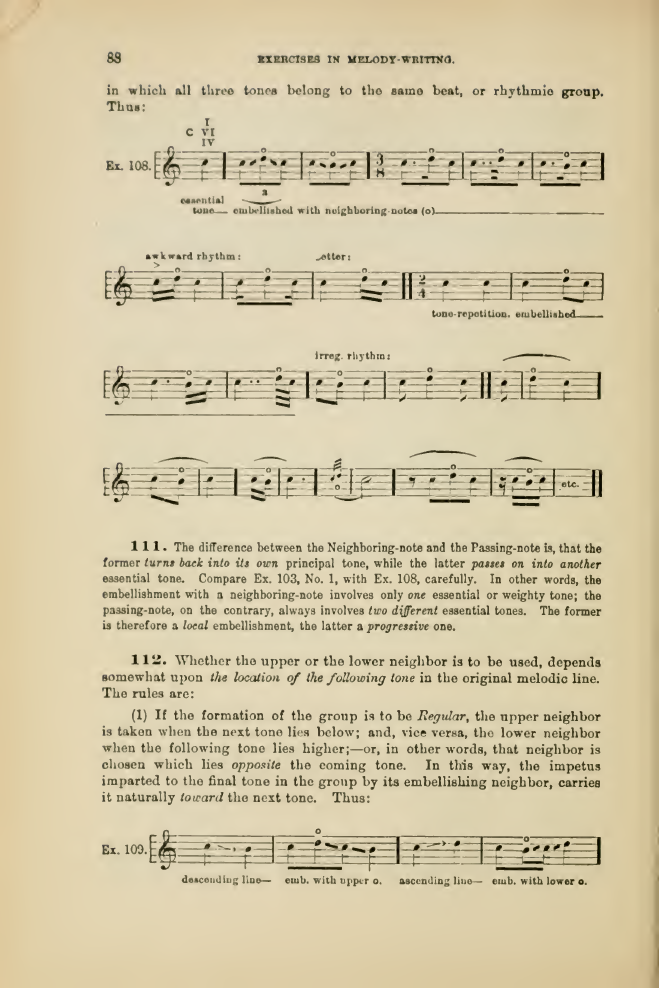 88
EXERCISES IN MELODY-WRITING.
in which all three tones belong to the same beat, or rhythmic group.
Thus:
I
C VI
IV
Ex. 108.
3
8
a
essential
tone embellished with neighboring-notes (o)
awkward rhythm:
etter:
2
4
tone-repetition. embellished
irreg. rhythm:
etc.
111. The difference between the Neighboring-note and the Passing-note is, that the
former turns back into its own principal tone, while the latter passes on into another
essential tone. Compare Ex. 103, No. 1, with Ex. 108, carefully. In other words, the
embellishment with a neighboring-note involves only one essential or weighty tone; the
passing-note, on the contrary, always involves two different essential tones. The former
is therefore a local embellishment, the latter a progressive one.
112. Whether the upper or the lower neighbor is to be used, depends
somewhat upon the location of the following tone in the original melodic line.
The rules are:
(1) If the formation of the group is to be Regular, the upper neighbor
is taken when the next tone lies below; and, vice versa, the lower neighbor
when the following tone lies higher;—or, in other words, that neighbor is
chosen which lies opposite the coming tone. In this way, the impetus
imparted to the final tone in the group by its embellishing neighbor, carries
it naturally toward the next tone. Thus:
Ex. 109.
descending line— emb. with upper o. ascending line— emb. with lower o.